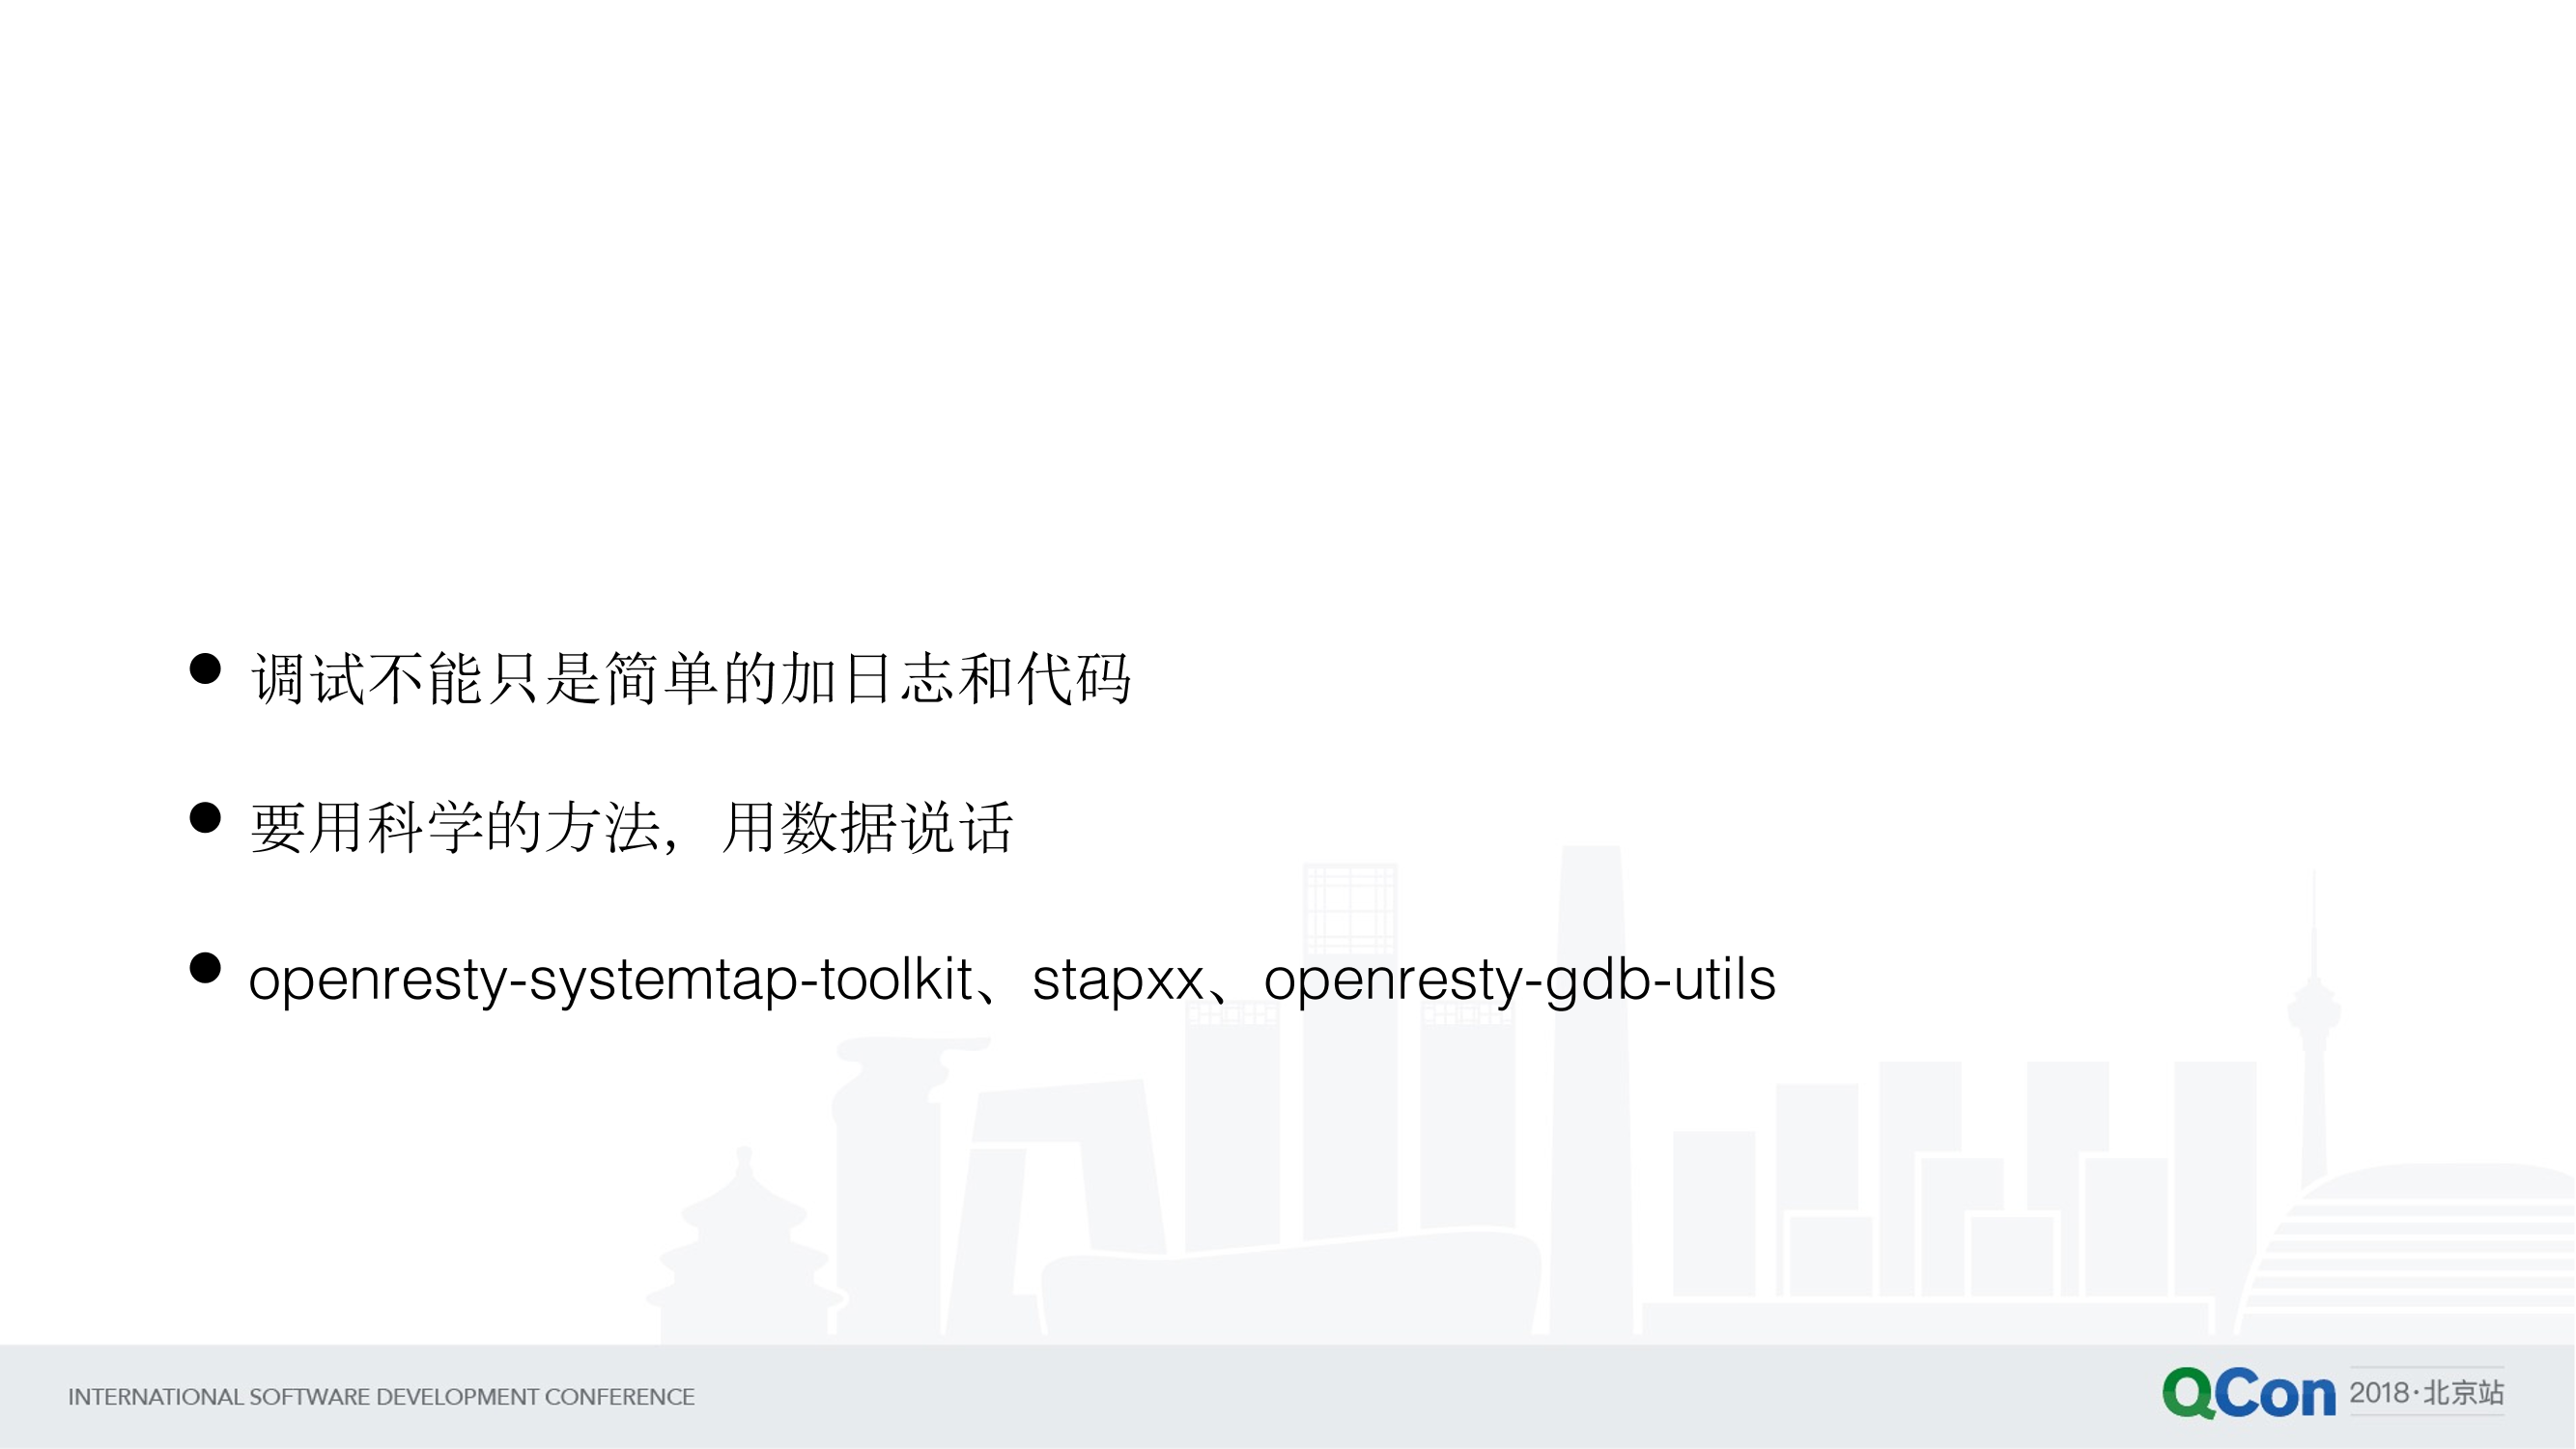 ● 调试不能只是简单的加日志和代码
● 要用科学的方法，用数据说话
● openresty-systemtap-toolkit、stapxx、openresty-gdb-utils
INTERNATIONAL SOFTWARE DEVELOPMENT CONFERENCE
QCon 2018·北京站